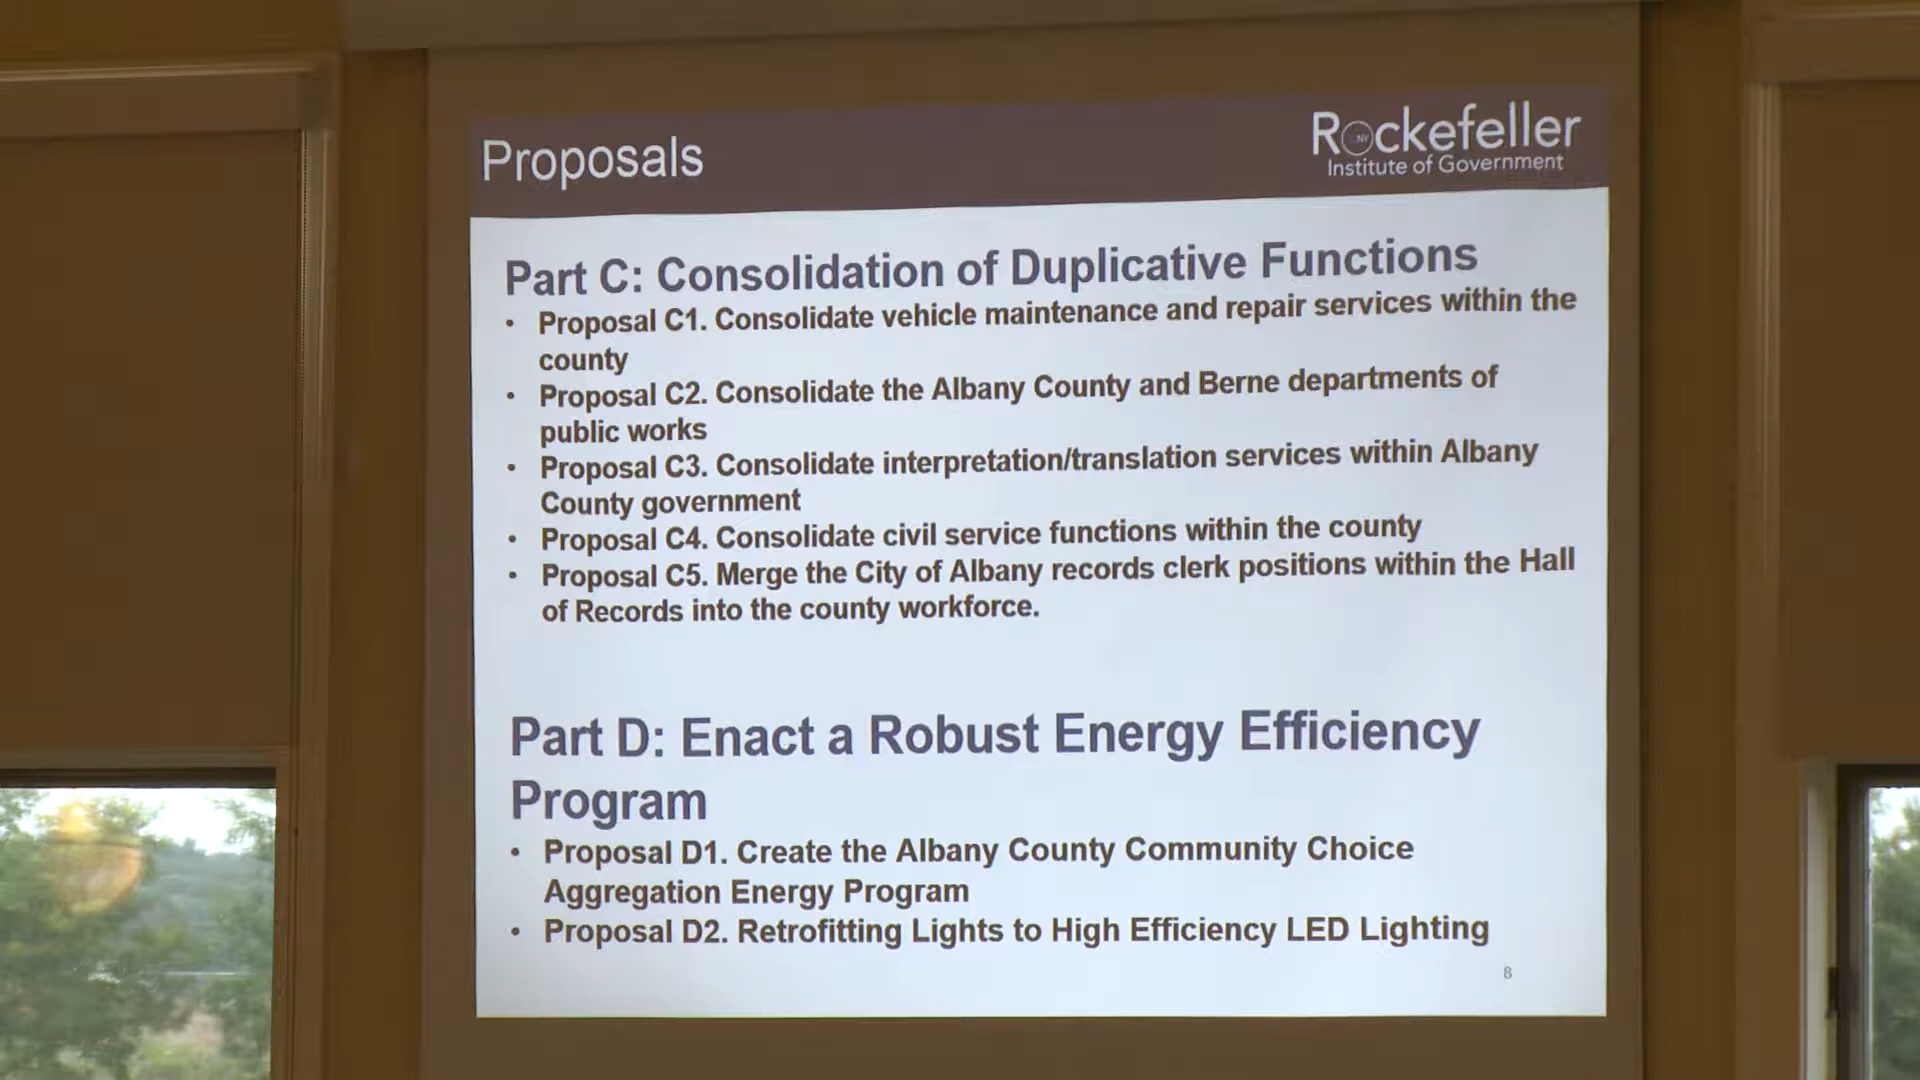 Proposals
Rockefeller
NY
Institute of Government
Part C: Consolidation of Duplicative Functions
• Proposal C1. Consolidate vehicle maintenance and repair services within the
county
• Proposal C2. Consolidate the Albany County and Berne departments of
public works
• Proposal C3. Consolidate interpretation/translation services within Albany
County government
• Proposal C4. Consolidate civil service functions within the county
• Proposal C5. Merge the City of Albany records clerk positions within the Hall
of Records into the county workforce.
Part D: Enact a Robust Energy Efficiency
Program
• Proposal D1. Create the Albany County Community Choice
Aggregation Energy Program
• Proposal D2. Retrofitting Lights to High Efficiency LED Lighting
8